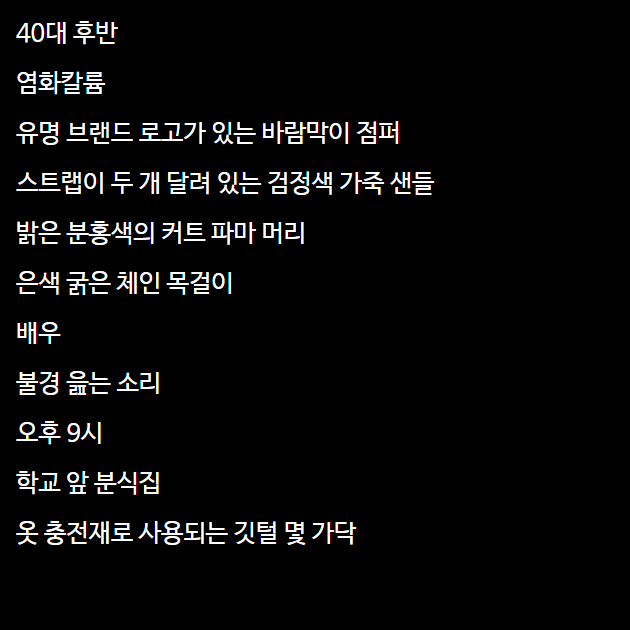 40대 후반
염화칼륨
유명 브랜드 로고가 있는 바람막이 점퍼
스트랩이 두 개 달려 있는 검정색 가죽 샌들
밝은 분홍색의 커트 파마 머리
은색 굵은 체인 목걸이
배우
불경 읊는 소리
오후 9시
학교 앞 분식집
옷 충전재로 사용되는 깃털 몇 가닥